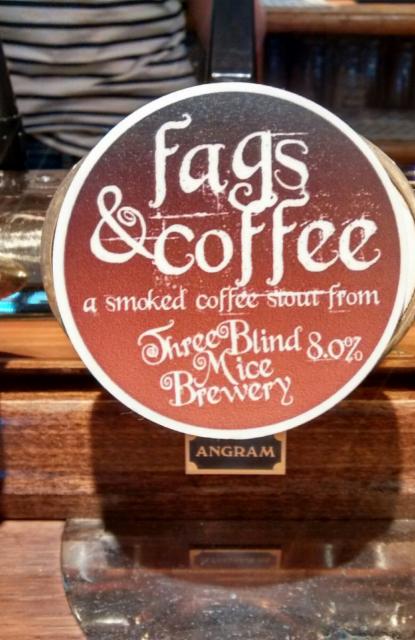 fags
& coffee
a smoked coffee stout from
Three Blind
Mice
Brewery
8.0%
ANGRAM